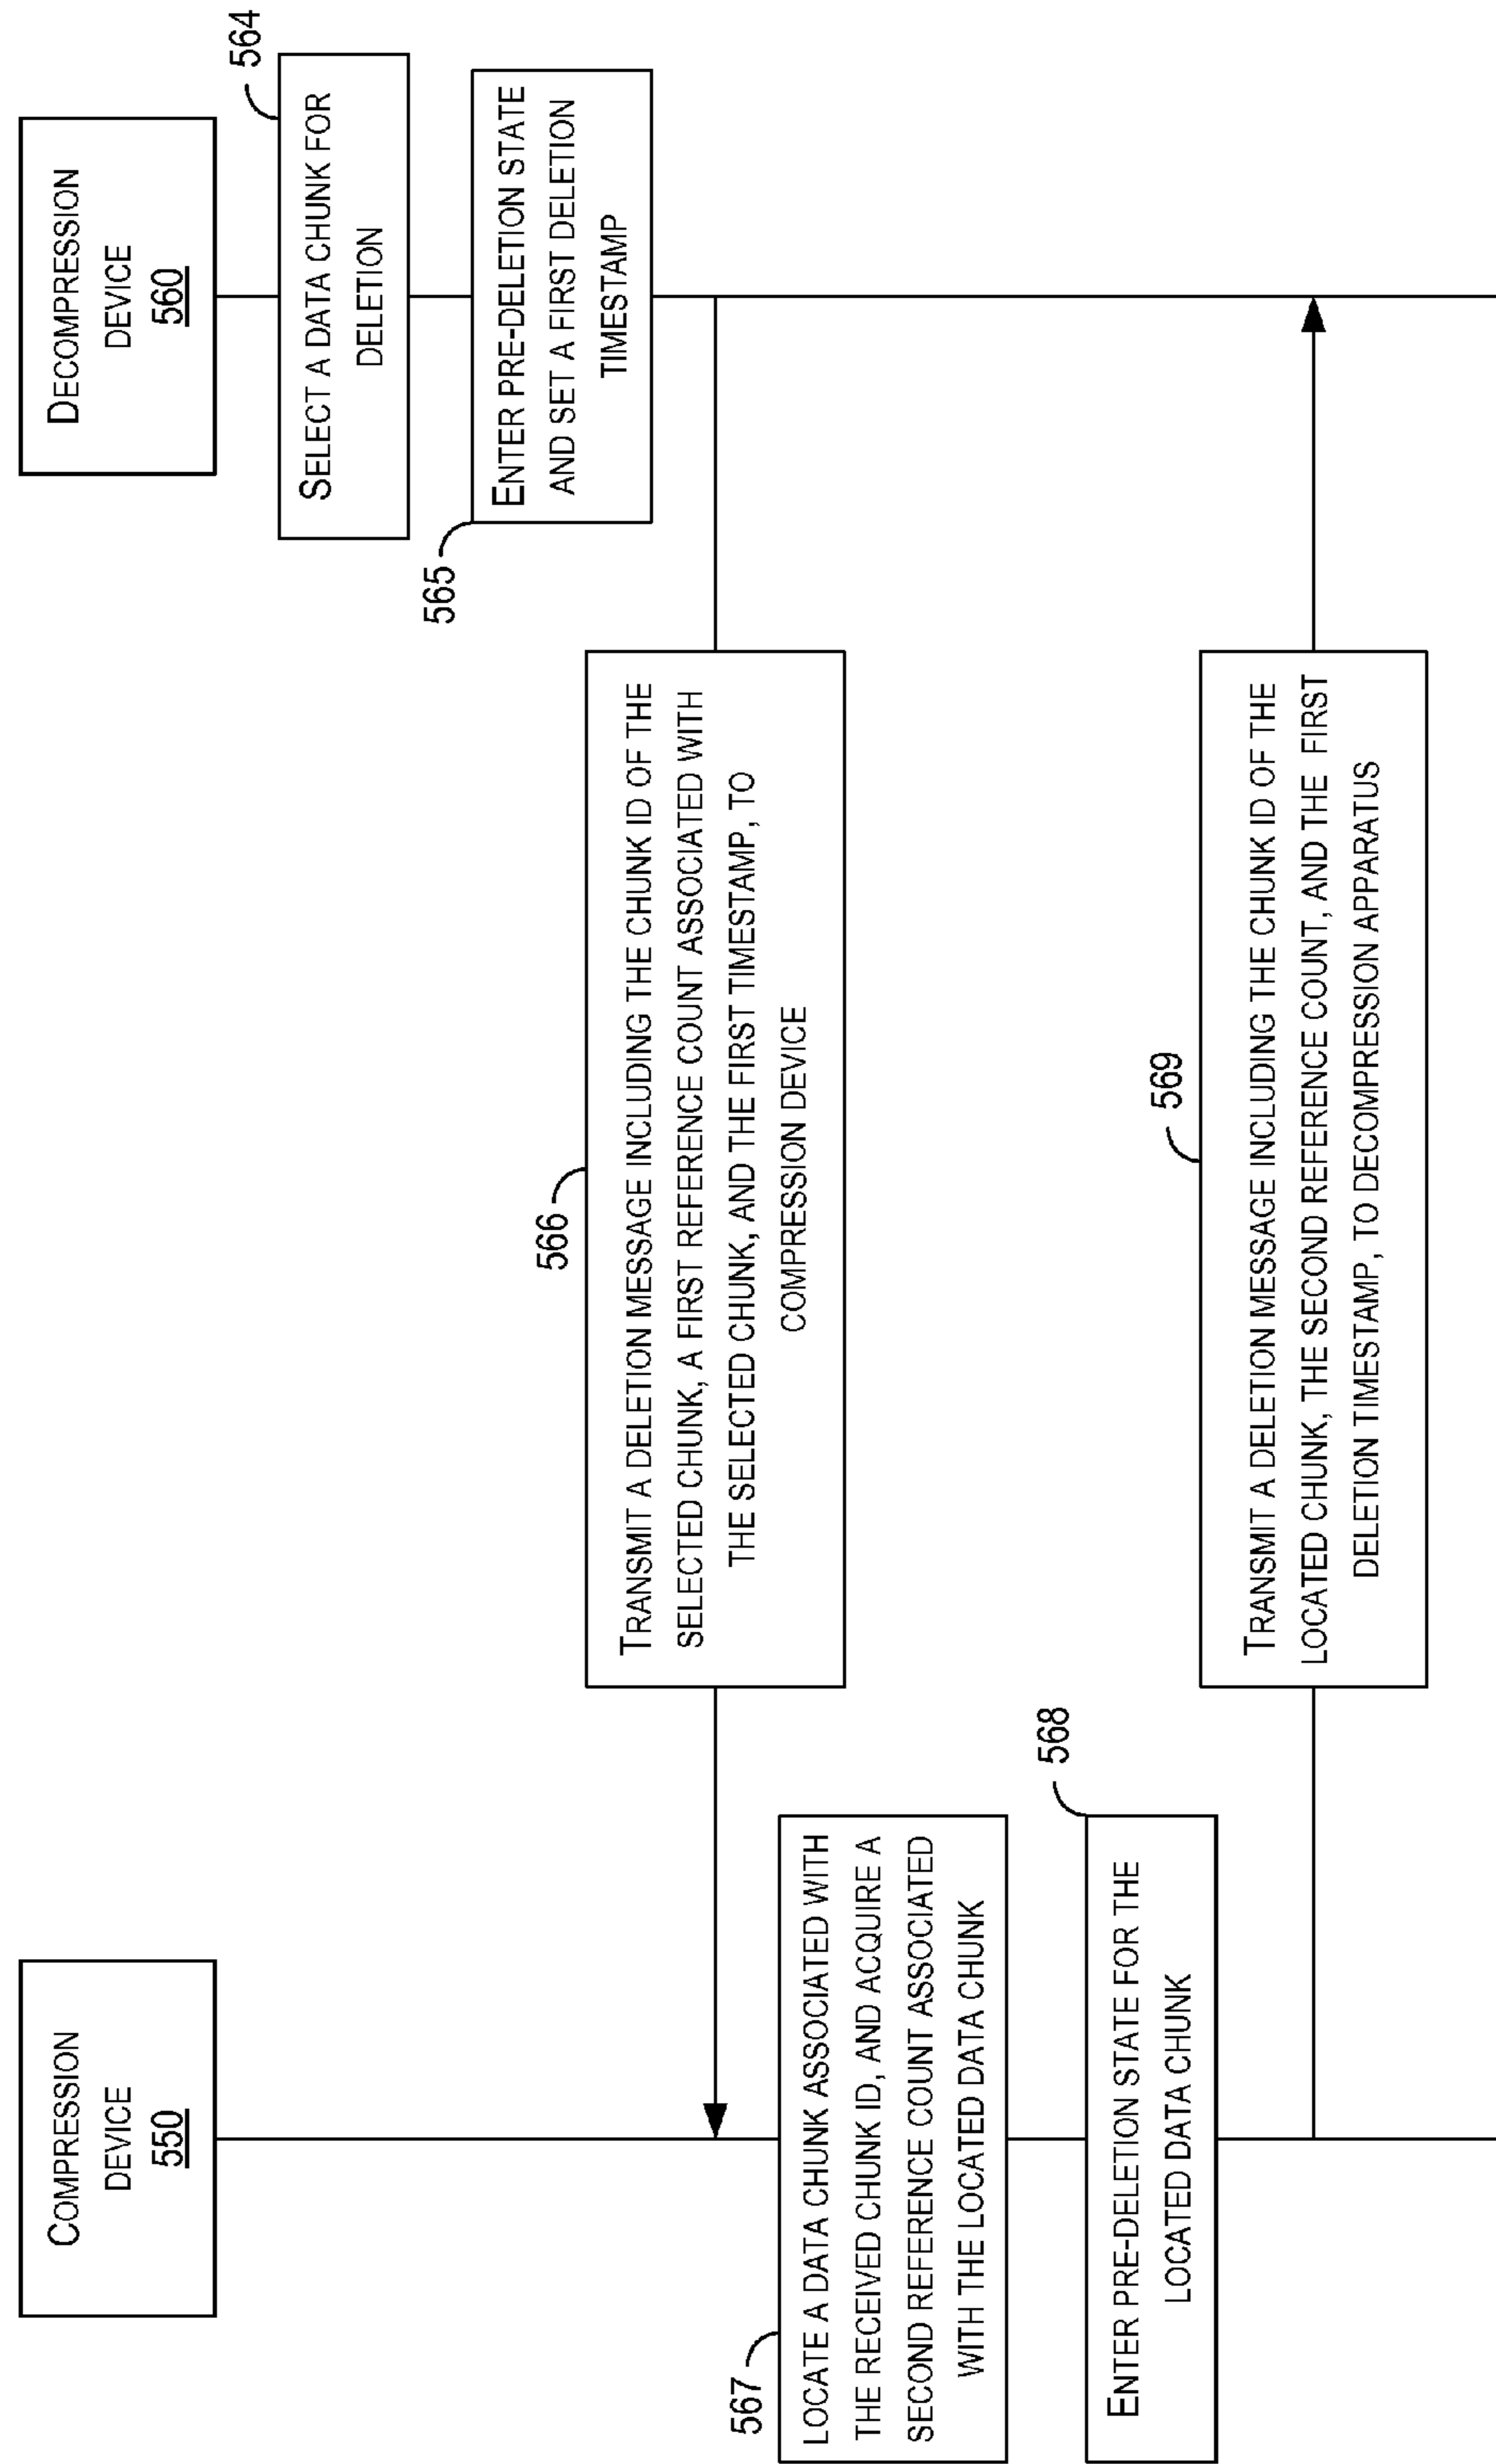 COMPRESSION
DEVICE
550
DECOMPRESSION
DEVICE
560
564
SELECT A DATA CHUNK FOR
DELETION
565
ENTER PRE-DELETION STATE
AND SET A FIRST DELETION
TIMESTAMP
566
TRANSMIT A DELETION MESSAGE INCLUDING THE CHUNK ID OF THE
SELECTED CHUNK, A FIRST REFERENCE COUNT ASSOCIATED WITH
THE SELECTED CHUNK, AND THE FIRST TIMESTAMP, TO
COMPRESSION DEVICE
567
LOCATE A DATA CHUNK ASSOCIATED WITH
THE RECEIVED CHUNK ID, AND ACQUIRE A
SECOND REFERENCE COUNT ASSOCIATED
WITH THE LOCATED DATA CHUNK
568
ENTER PRE-DELETION STATE FOR THE
LOCATED DATA CHUNK
569
TRANSMIT A DELETION MESSAGE INCLUDING THE CHUNK ID OF THE
LOCATED CHUNK, THE SECOND REFERENCE COUNT, AND THE FIRST
DELETION TIMESTAMP, TO DECOMPRESSION APPARATUS